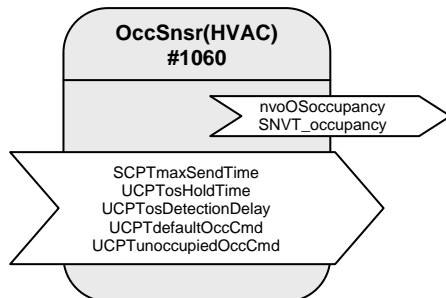 OccSnsr(HVAC)
#1060
nvoOSoccupancy
SNVT_occupancy
SCPTmaxSendTime
UCPTosHoldTime
UCPTosDetectionDelay
UCPTdefaultOccCmd
UCPTunoccupiedOccCmd